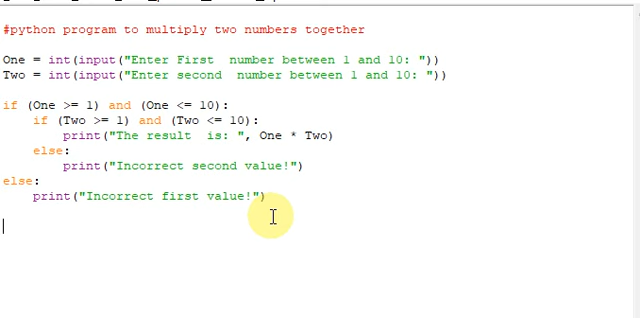 #python program to multiply two numbers together
One = int(input("Enter First  number between 1 and 10: "))
Two = int(input("Enter second  number between 1 and 10: "))
if (One >= 1) and (One <= 10):
    if (Two >= 1) and (Two <= 10):
        print("The result  is: ", One * Two)
    else:
        print("Incorrect second value!")
else:
    print("Incorrect first value!")